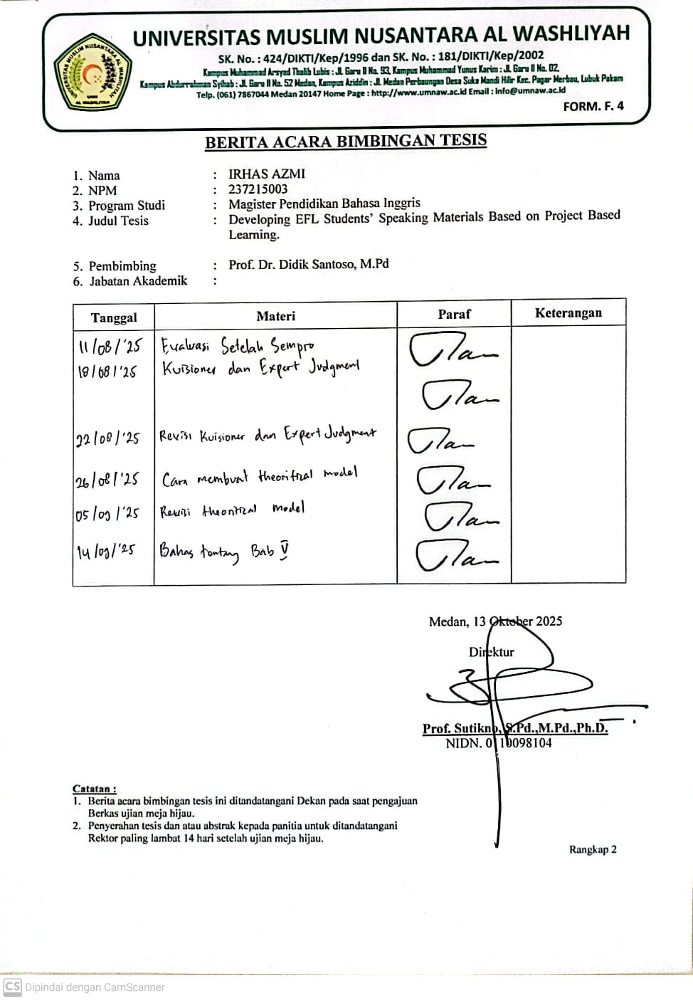 UNIVERSITAS MUSLIM NUSANTARA AL WASHLIYAH
SK. No. : 424/DIKTI/Kep/1996 dan SK. No. : 181/DIKTI/Kep/2002
Kampus Muhammad Arsyad Thalib Lubis : Jl. Garu II No. 93, Kampus Muhammad Yunus Karim : Jl. Garu II No. 02,
Kampus Abdurrahman Syihab : Jl. Garu II No. 52 Medan, Kampus Aziddin : Jl. Medan Perbaungan Desa Suka Mandi Hilir Kec. Pagar Merbau, Lubuk Pakam
Telp. (061) 7867044 Medan 20147 Home Page : http://www.umnaw.ac.id Email : info@umnaw.ac.id
UNIVERSITAS MUSLIM NUSANTARA AL WASHLIYAH
UMN
AL WASHLIYAH
FORM. F. 4
BERITA ACARA BIMBINGAN TESIS
1. Nama : IRHAS AZMI
2. NPM : 237215003
3. Program Studi : Magister Pendidikan Bahasa Inggris
4. Judul Tesis : Developing EFL Students' Speaking Materials Based on Project Based
Learning.
5. Pembimbing : Prof. Dr. Didik Santoso, M.Pd
6. Jabatan Akademik :
Tanggal Materi Paraf Keterangan
11/08/'25 Evaluasi Setelah Sempro
19/08/'25 Kuisioner dan Expert Judgment
22/08/'25 Revisi Kuisioner dan Expert Judgment
26/08/'25 Cara membuat theoritical model
05/09/'25 Revisi theoritical model
14/09/'25 Bahas tentang Bab V
Medan, 13 Oktober 2025
Direktur
Prof. Sutikno, S.Pd.,M.Pd.,Ph.D.
NIDN. 0110098104
Catatan :
1. Berita acara bimbingan tesis ini ditandatangani Dekan pada saat pengajuan
Berkas ujian meja hijau.
2. Penyerahan tesis dan atau abstrak kepada panitia untuk ditandatangani
Rektor paling lambat 14 hari setelah ujian meja hijau.
Rangkap 2
CS Dipindai dengan CamScanner